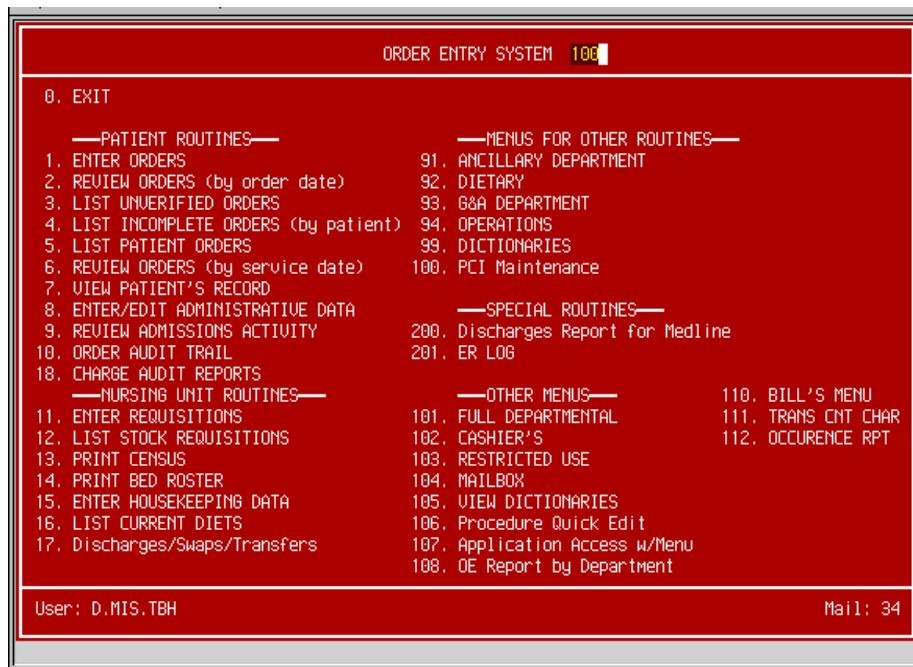 ORDER ENTRY SYSTEM 100
0. EXIT
PATIENT ROUTINES
1. ENTER ORDERS
2. REVIEW ORDERS (by order date)
3. LIST UNVERIFIED ORDERS
4. LIST INCOMPLETE ORDERS (by patient)
5. LIST PATIENT ORDERS
6. REVIEW ORDERS (by service date)
7. VIEW PATIENT'S RECORD
8. ENTER/EDIT ADMINISTRATIVE DATA
9. REVIEW ADMISSIONS ACTIVITY
10. ORDER AUDIT TRAIL
18. CHARGE AUDIT REPORTS
NURSING UNIT ROUTINES
11. ENTER REQUISITIONS
12. LIST STOCK REQUISITIONS
13. PRINT CENSUS
14. PRINT BED ROSTER
15. ENTER HOUSEKEEPING DATA
16. LIST CURRENT DIETS
17. Discharges/Swaps/Transfers
MENUS FOR OTHER ROUTINES
91. ANCILLARY DEPARTMENT
92. DIETARY
93. G&A DEPARTMENT
94. OPERATIONS
99. DICTIONARIES
100. PCI Maintenance
SPECIAL ROUTINES
200. Discharges Report for Medline
201. ER LOG
OTHER MENUS
101. FULL DEPARTMENTAL
102. CASHIER'S
103. RESTRICTED USE
104. MAILBOX
105. VIEW DICTIONARIES
106. Procedure Quick Edit
107. Application Access w/Menu
108. OE Report by Department
110. BILL'S MENU
111. TRANS CNT CHAR
112. OCCURENCE RPT
User: D.MIS.TBH
Mail: 34